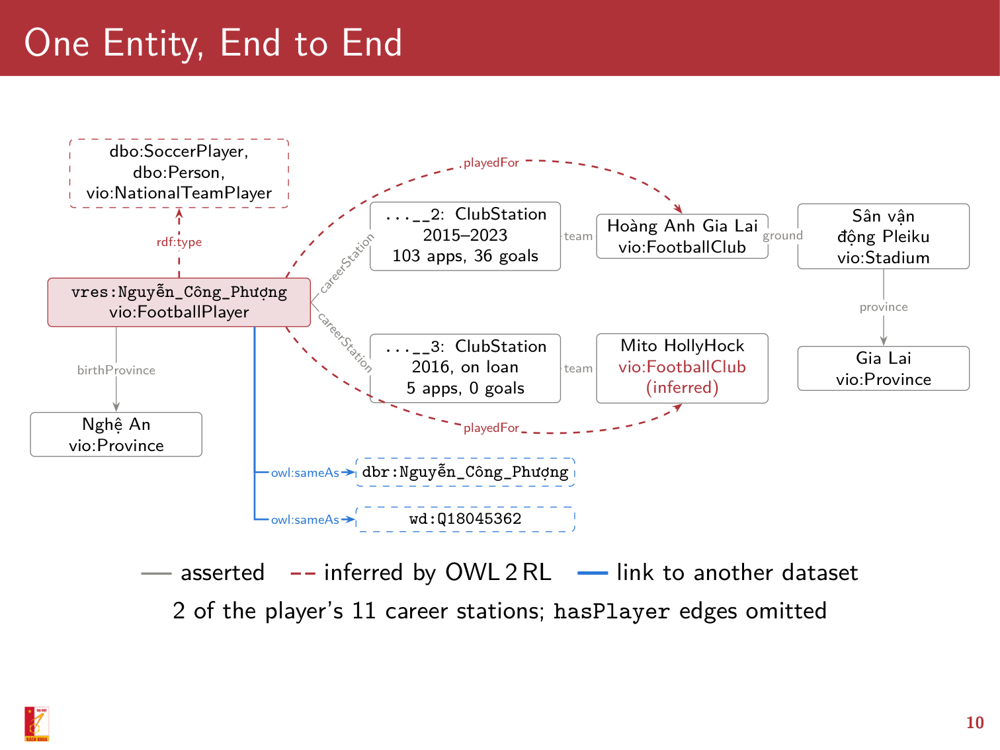 One Entity, End to End
dbo:SoccerPlayer,
dbo:Person,
vio:NationalTeamPlayer
rdf:type
vres:Nguyễn_Công_Phượng
vio:FootballPlayer
birthProvince
Nghệ An
vio:Province
playedFor
careerStation
...__2: ClubStation
2015–2023
103 apps, 36 goals
team
Hoàng Anh Gia Lai
vio:FootballClub
ground
Sân vận
động Pleiku
vio:Stadium
province
Gia Lai
vio:Province
careerStation
...__3: ClubStation
2016, on loan
5 apps, 0 goals
team
Mito HollyHock
vio:FootballClub
(inferred)
playedFor
owl:sameAs
dbr:Nguyễn_Công_Phượng
owl:sameAs
wd:Q18045362
asserted inferred by OWL 2 RL link to another dataset
2 of the player's 11 career stations; hasPlayer edges omitted
ĐẠI HỌC
BÁCH KHOA
10